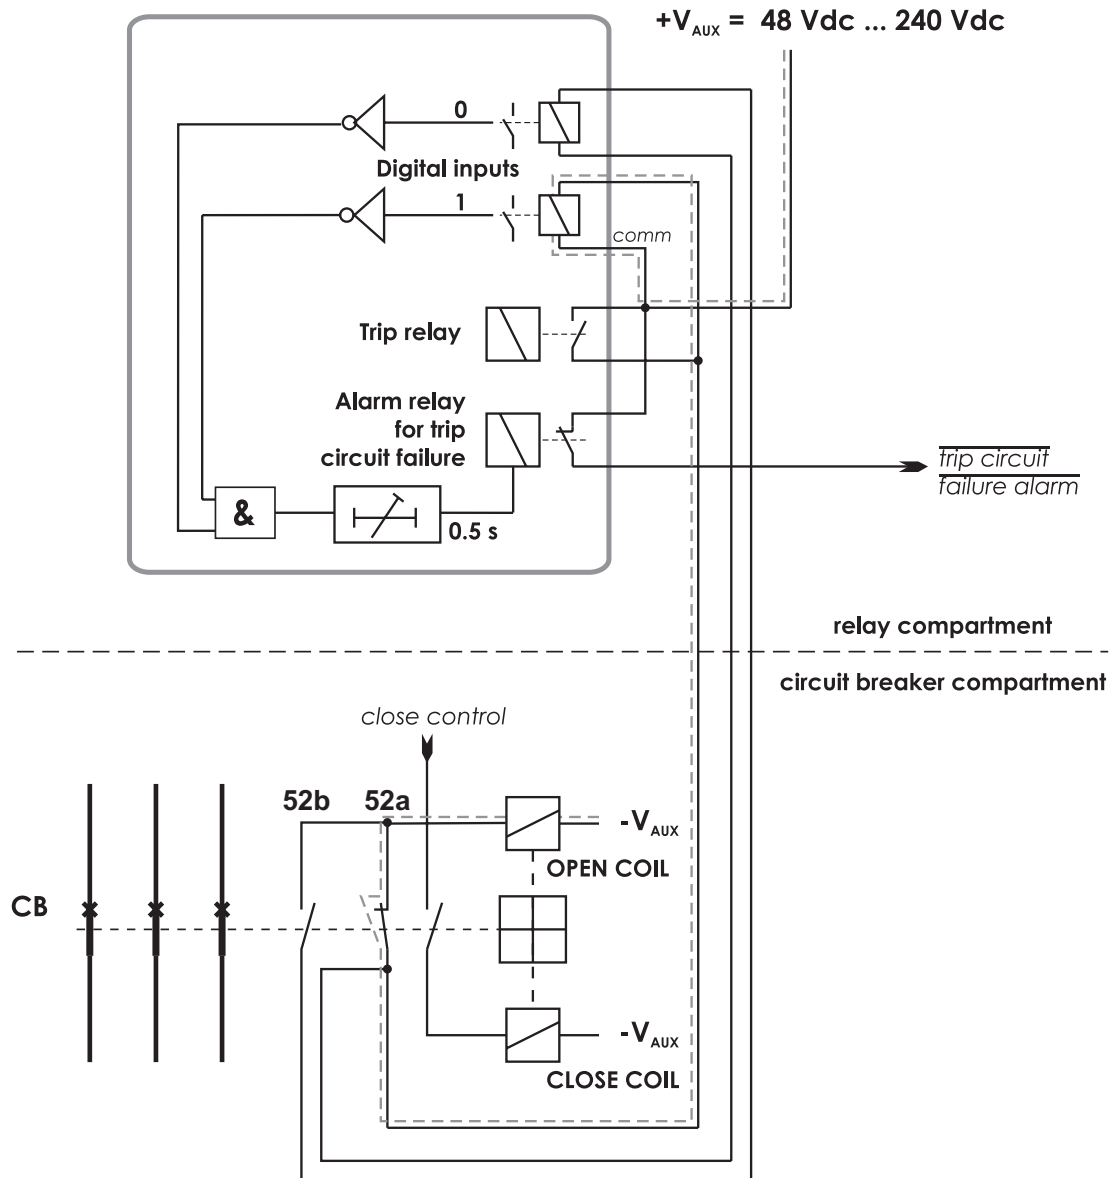 +VAUX = 48 Vdc ... 240 Vdc
0
Digital inputs
1
comm
Trip relay
Alarm relay
for trip
circuit failure
trip circuit
failure alarm
&
0.5 s
relay compartment
circuit breaker compartment
close control
52b 52a
-VAUX
OPEN COIL
CB
-VAUX
CLOSE COIL